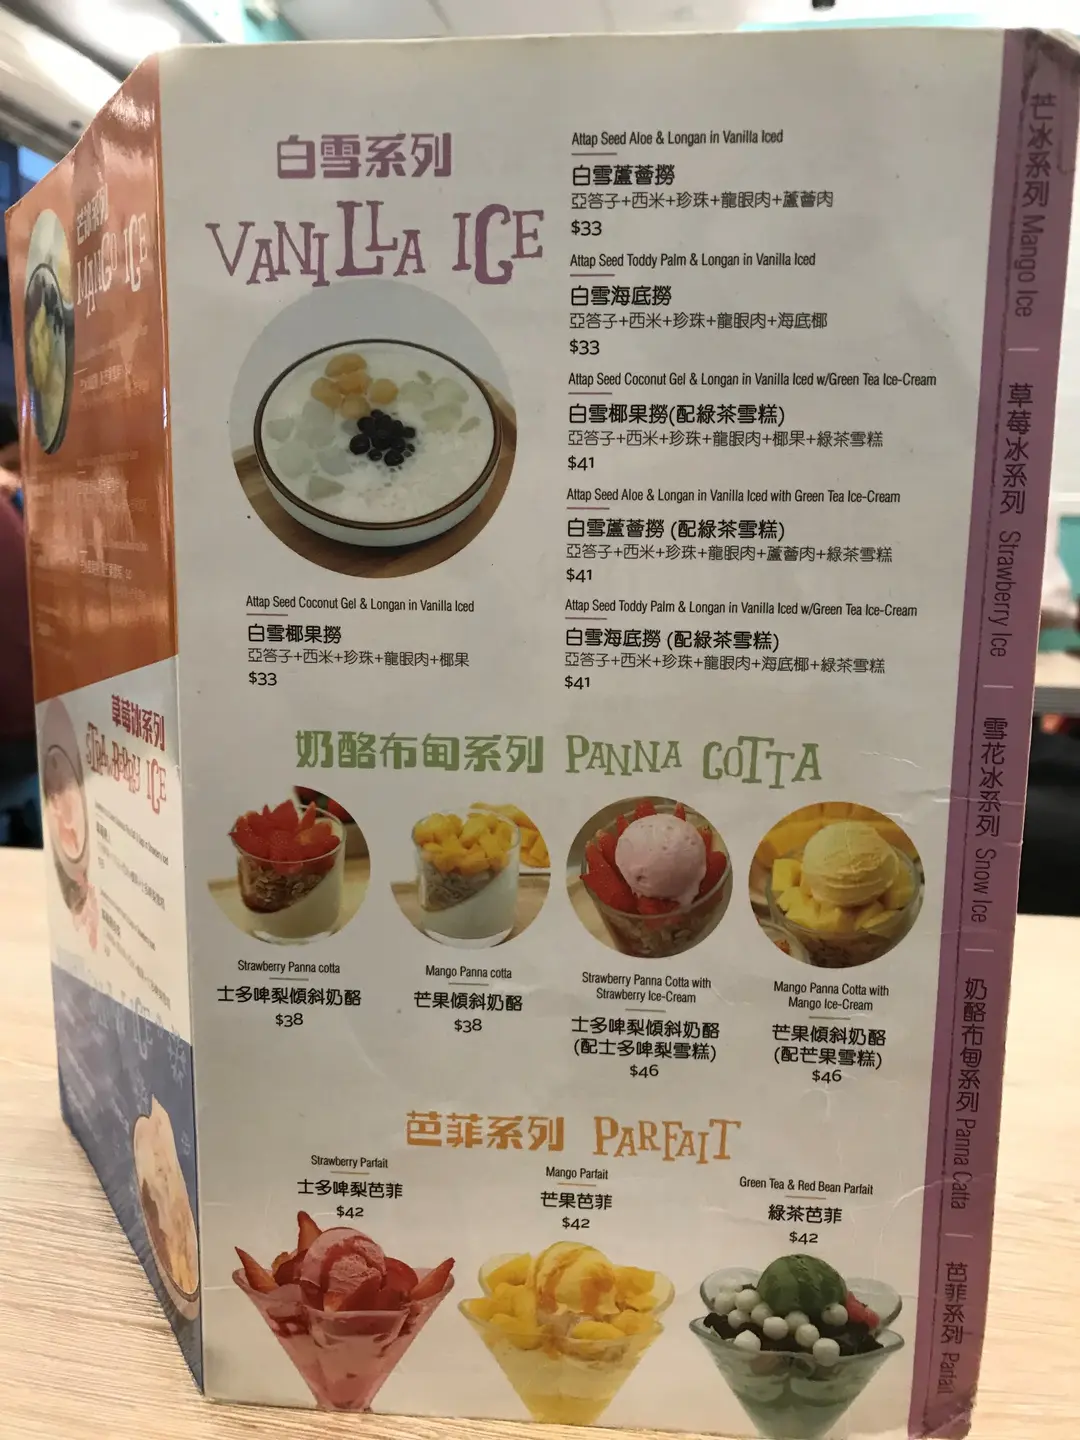 白雪系列
VANILLA ICE
Attap Seed Coconut Gel & Longan in Vanilla Iced
白雪椰果撈
亞答子+西米+珍珠+龍眼肉+椰果
$33
Attap Seed Aloe & Longan in Vanilla Iced
白雪蘆薈撈
亞答子+西米+珍珠+龍眼肉+蘆薈肉
$33
Attap Seed Toddy Palm & Longan in Vanilla Iced
白雪海底撈
亞答子+西米+珍珠+龍眼肉+海底椰
$33
Attap Seed Coconut Gel & Longan in Vanilla Iced w/Green Tea Ice-Cream
白雪椰果撈(配綠茶雪糕)
亞答子+西米+珍珠+龍眼肉+椰果+綠茶雪糕
$41
Attap Seed Aloe & Longan in Vanilla Iced with Green Tea Ice-Cream
白雪蘆薈撈 (配綠茶雪糕)
亞答子+西米+珍珠+龍眼肉+蘆薈肉+綠茶雪糕
$41
Attap Seed Toddy Palm & Longan in Vanilla Iced w/Green Tea Ice-Cream
白雪海底撈 (配綠茶雪糕)
亞答子+西米+珍珠+龍眼肉+海底椰+綠茶雪糕
$41
奶酪布甸系列 PANNA COTTA
Strawberry Panna cotta
士多啤梨傾斜奶酪
$38
Mango Panna cotta
芒果傾斜奶酪
$38
Strawberry Panna Cotta with
Strawberry Ice-Cream
士多啤梨傾斜奶酪
(配士多啤梨雪糕)
$46
Mango Panna Cotta with
Mango Ice-Cream
芒果傾斜奶酪
(配芒果雪糕)
$46
芭菲系列 PARFAIT
Strawberry Parfait
士多啤梨芭菲
$42
Mango Parfait
芒果芭菲
$42
Green Tea & Red Bean Parfait
綠茶芭菲
$42
芒冰系列 Mango Ice
草莓冰系列 Strawberry Ice
雪花冰系列 Snow Ice
奶酪布甸系列 Panna Catta
芭菲系列 Parfait
芒冰系列
MANGO ICE
草莓冰系列
STRAWBERRY ICE